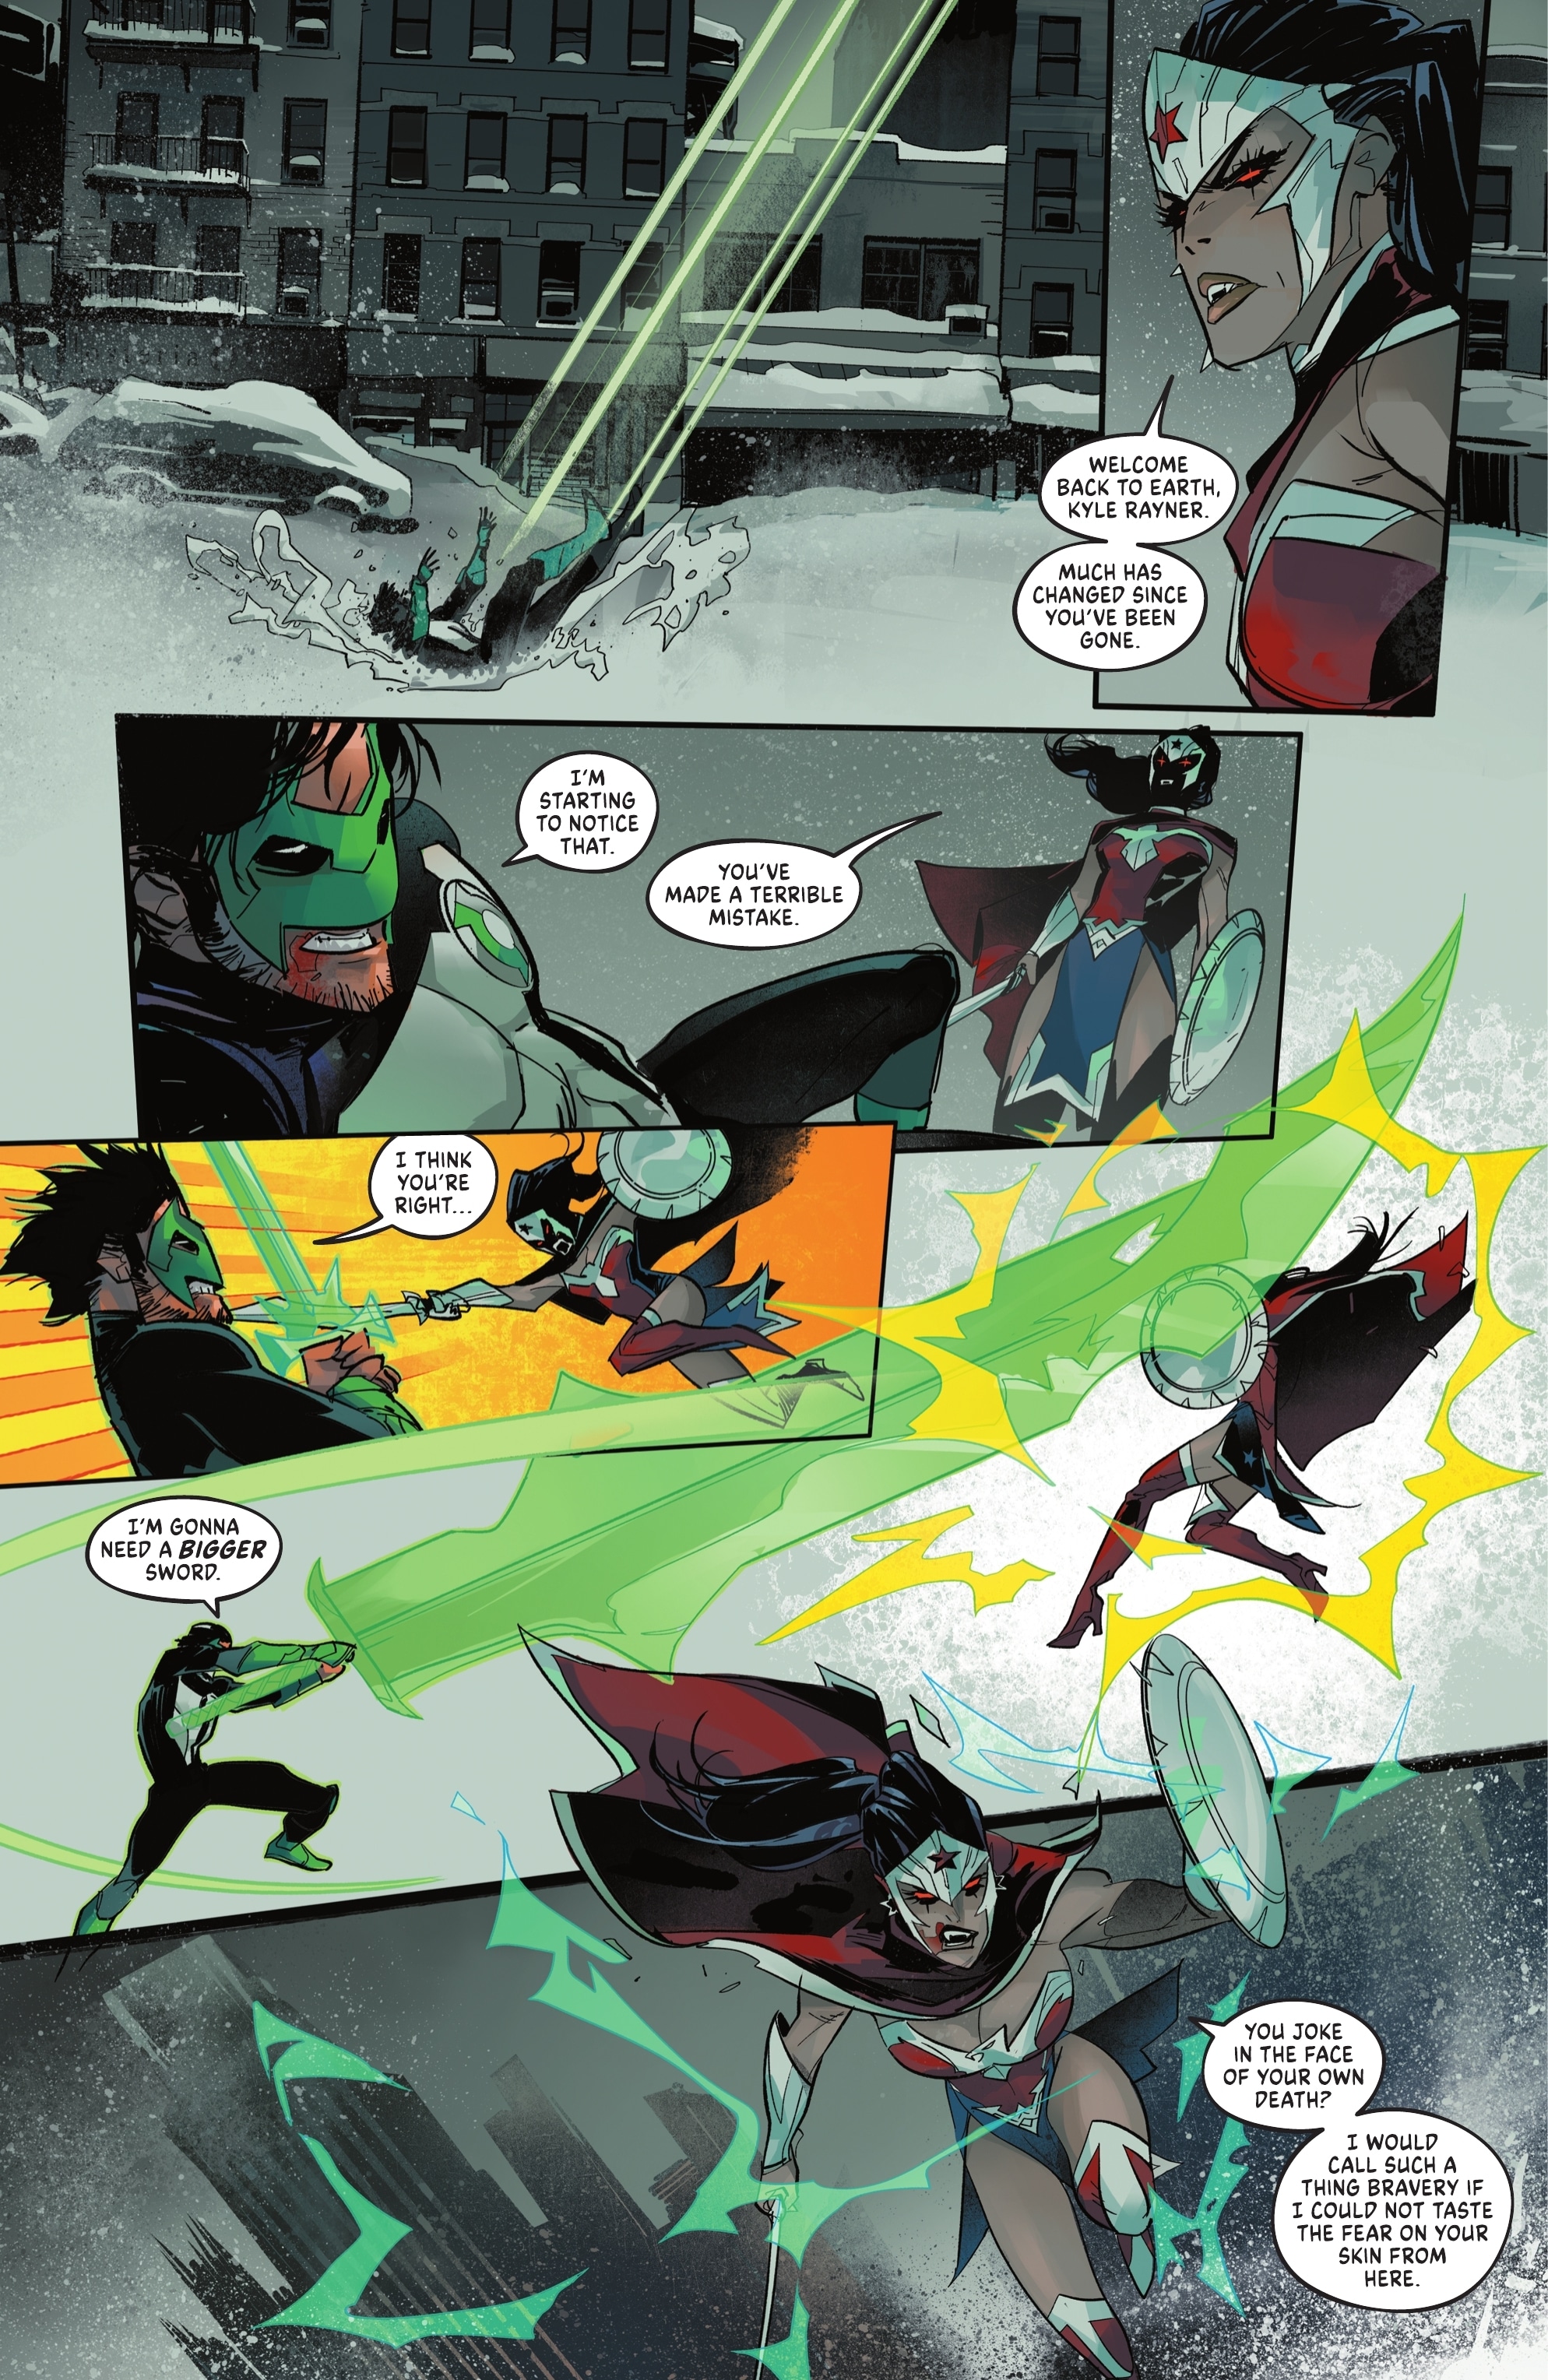 WELCOME
BACK TO EARTH,
KYLE RAYNER.
MUCH HAS
CHANGED SINCE
YOU'VE BEEN
GONE.
I'M
STARTING
TO NOTICE
THAT.
YOU'VE
MADE A TERRIBLE
MISTAKE.
I THINK
YOU'RE
RIGHT...
I'M GONNA
NEED A BIGGER
SWORD.
YOU JOKE
IN THE FACE
OF YOUR OWN
DEATH?
I WOULD
CALL SUCH A
THING BRAVERY IF
I COULD NOT TASTE
THE FEAR ON YOUR
SKIN FROM
HERE.